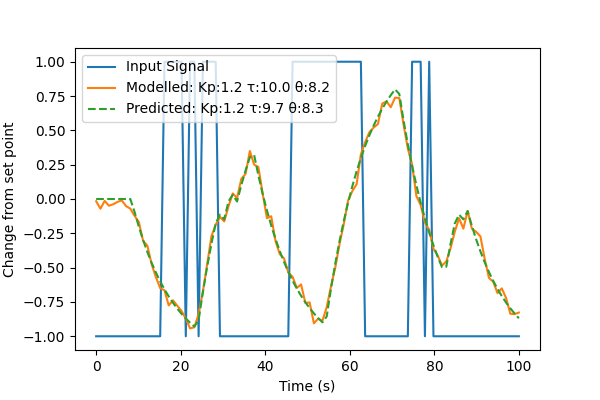 Input Signal
Modelled: Kp:1.2 τ:10.0 θ:8.2
Predicted: Kp:1.2 τ:9.7 θ:8.3
Change from set point
1.00
0.75
0.50
0.25
0.00
−0.25
−0.50
−0.75
−1.00
0 20 40 60 80 100
Time (s)